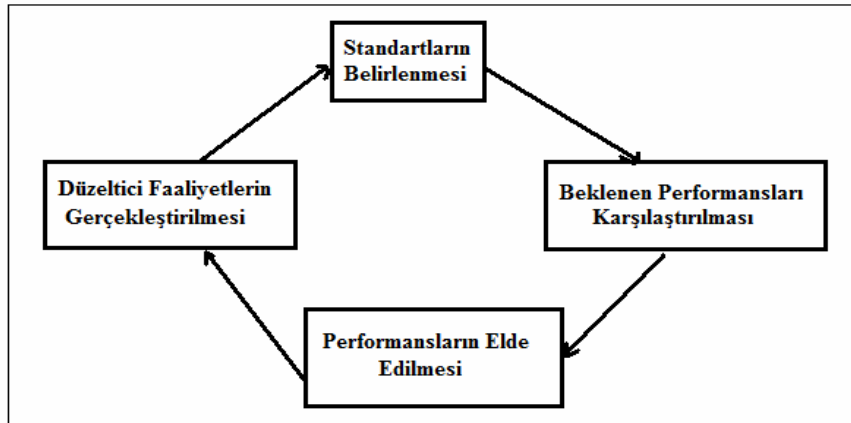 Standartların
Belirlenmesi
Düzeltici Faaliyetlerin
Gerçekleştirilmesi
Beklenen Performansları
Karşılaştırılması
Performansların Elde
Edilmesi